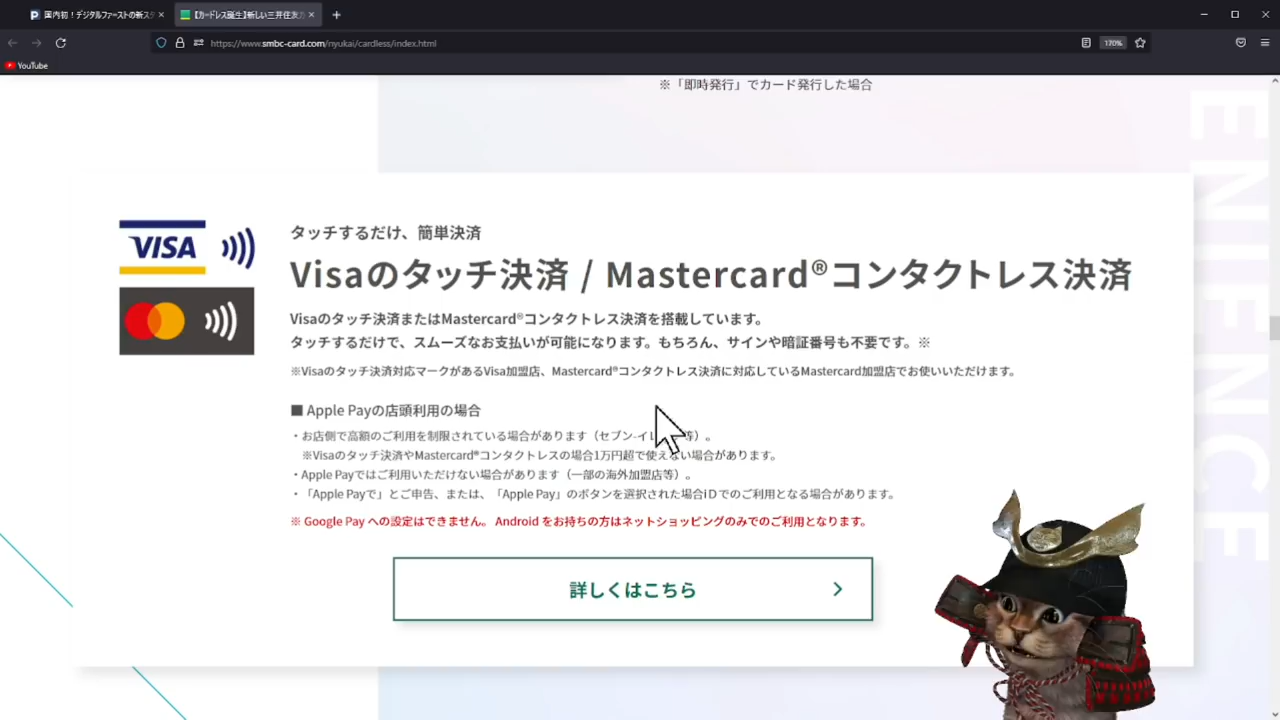 国内初！デジタルファーストの新ス
【カードレス誕生】新しい三井住友カ
https://www.smbc-card.com/nyukai/cardless/index.html
170%
YouTube
※「即時発行」でカード発行した場合
ENIENCE
VISA
タッチするだけ、簡単決済
Visaのタッチ決済 / Mastercard®コンタクトレス決済
Visaのタッチ決済またはMastercard®コンタクトレス決済を搭載しています。
タッチするだけで、スムーズなお支払いが可能になります。もちろん、サインや暗証番号も不要です。※
※Visaのタッチ決済対応マークがあるVisa加盟店、Mastercard®コンタクトレス決済に対応しているMastercard加盟店でお使いいただけます。
■ Apple Payの店頭利用の場合
・お店側で高額のご利用を制限されている場合があります（セブン-イレ 等）。
※Visaのタッチ決済やMastercard®コンタクトレスの場合1万円超で使えない場合があります。
・Apple Payではご利用いただけない場合があります（一部の海外加盟店等）。
・「Apple Payで」とご申告、または、「Apple Pay」のボタンを選択された場合iDでのご利用となる場合があります。
※ Google Pay への設定はできません。 Android をお持ちの方はネットショッピングのみでのご利用となります。
詳しくはこちら